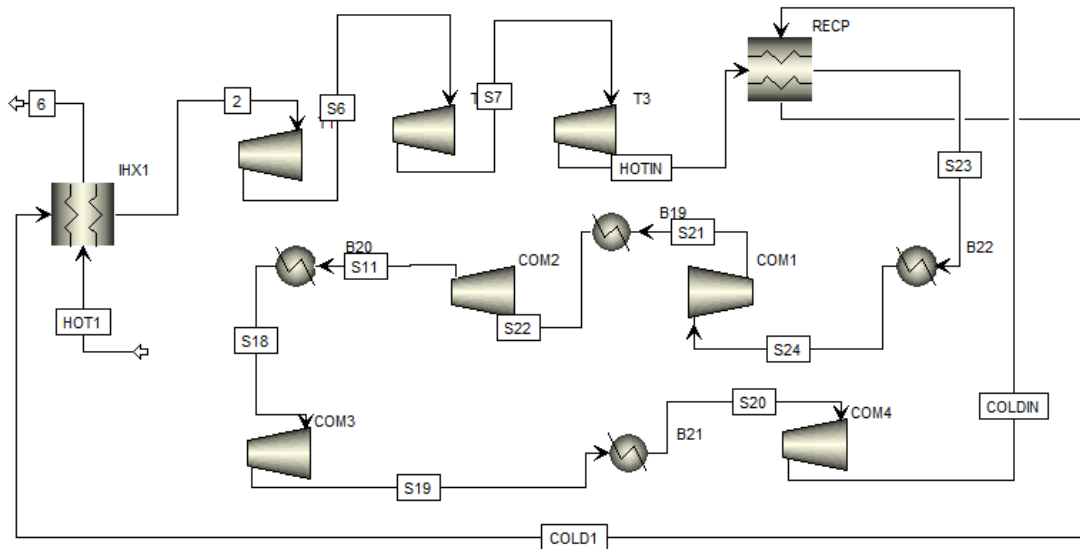 RECP
6
2
S6
S7
T3
HOTIN
IHX1
S23
B19
S21
B22
B20
S11
COM2
COM1
HOT1
S22
S18
S24
S20
COLDIN
COM3
COM4
B21
S19
COLD1